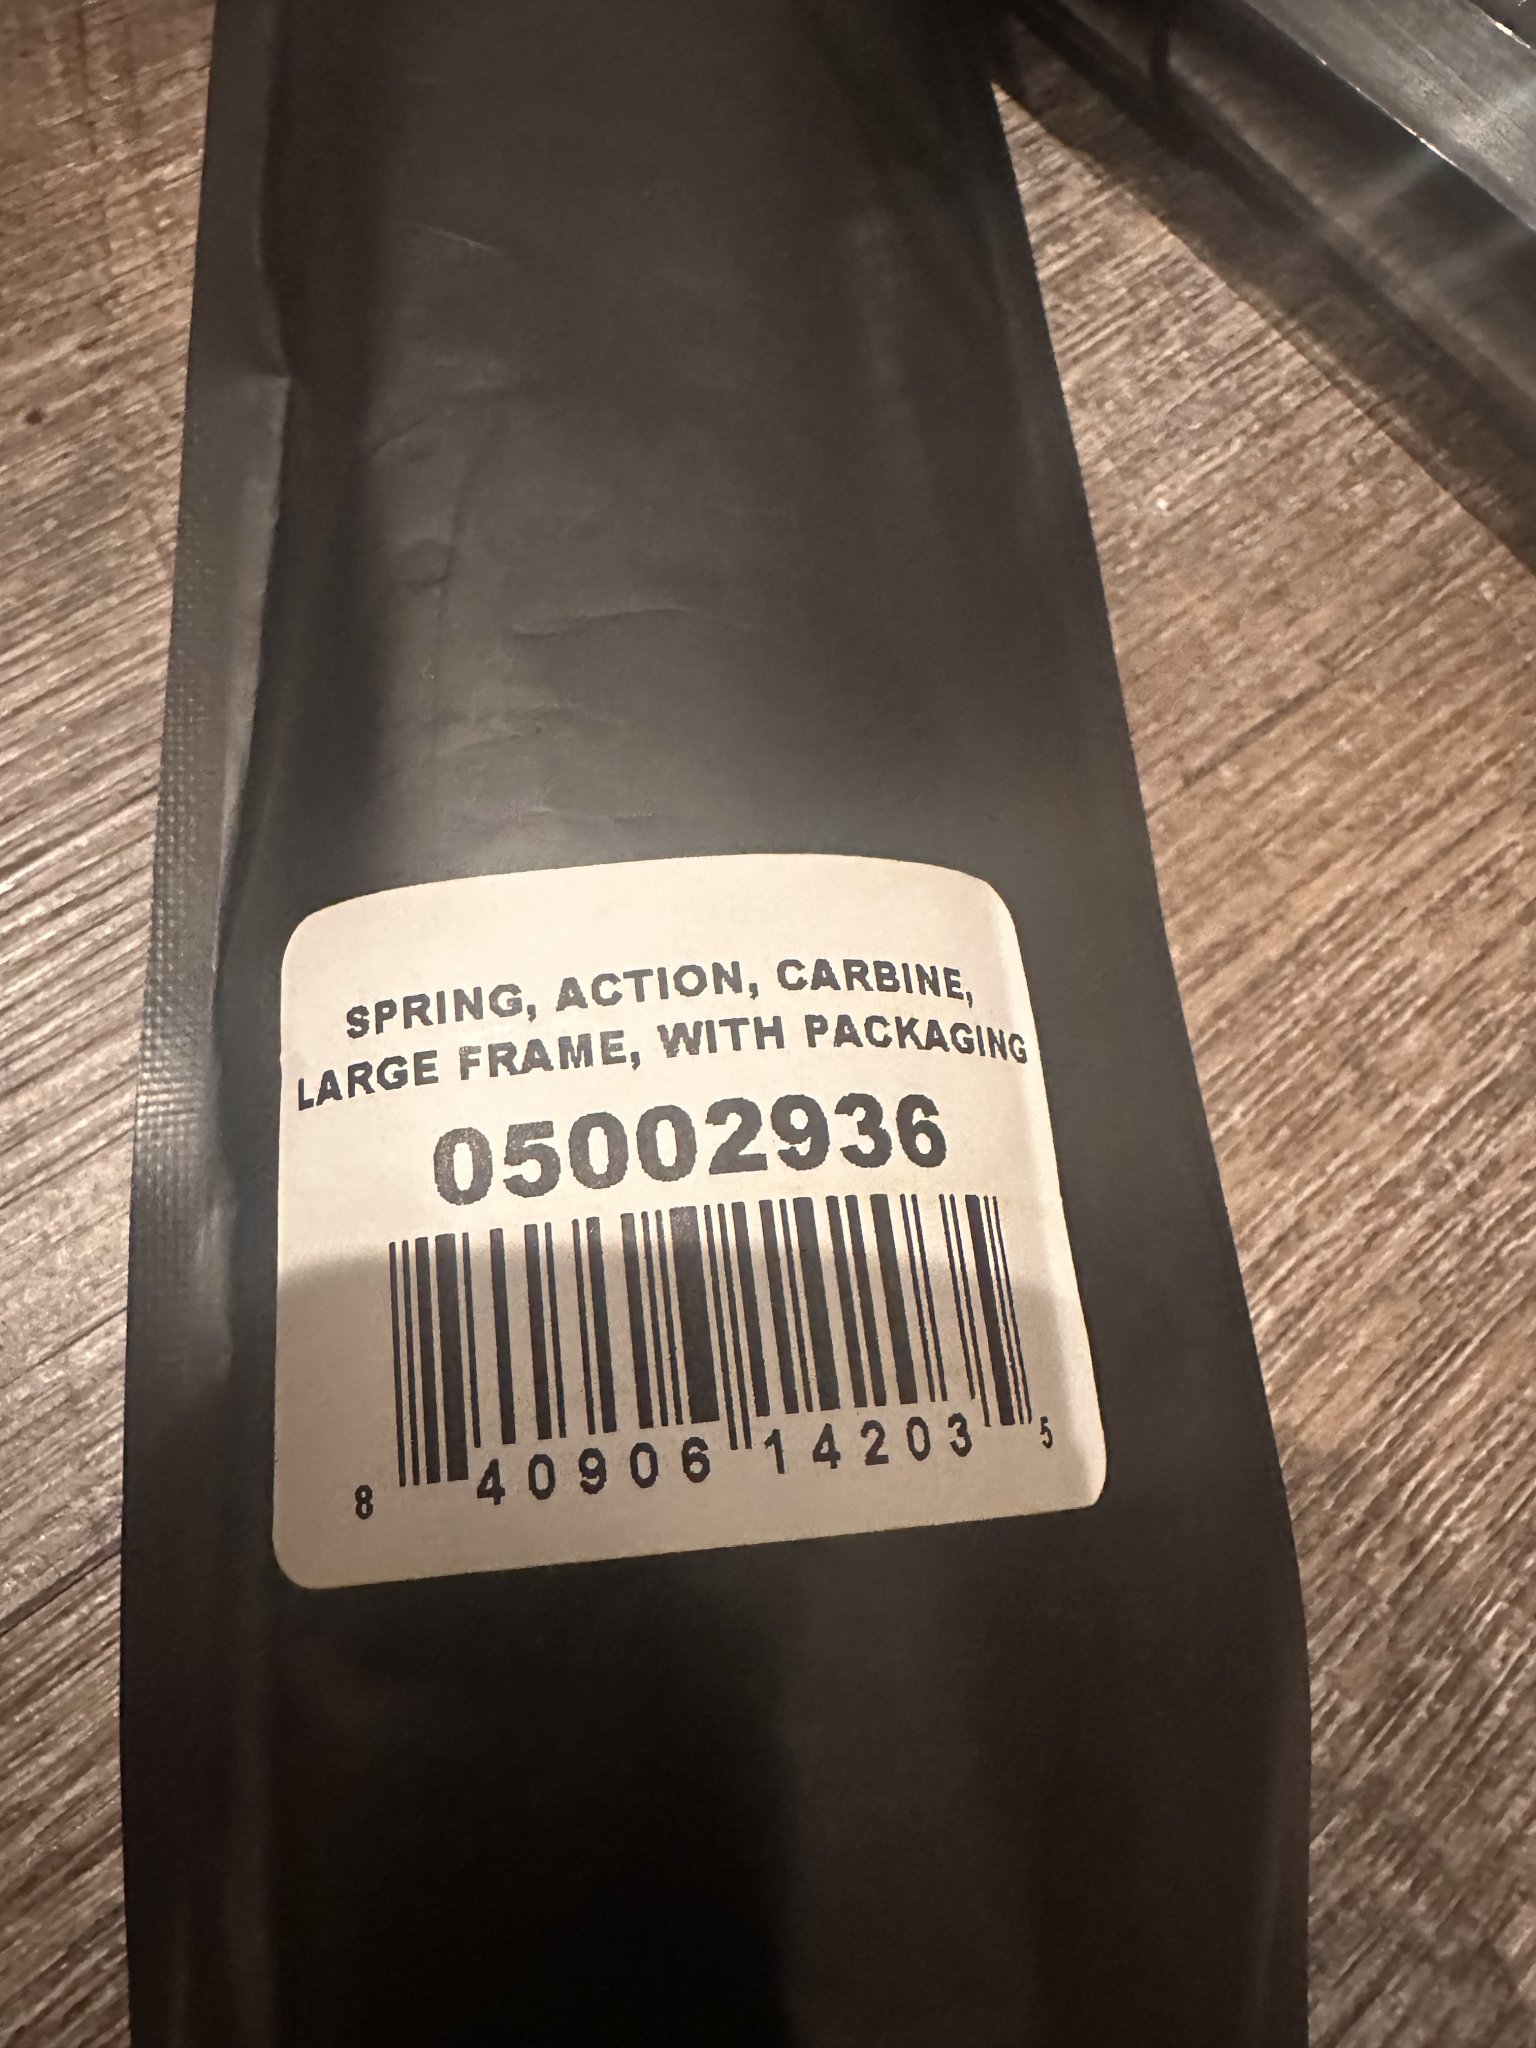 SPRING, ACTION, CARBINE,
LARGE FRAME, WITH PACKAGING
05002936
8 40906 14203 5